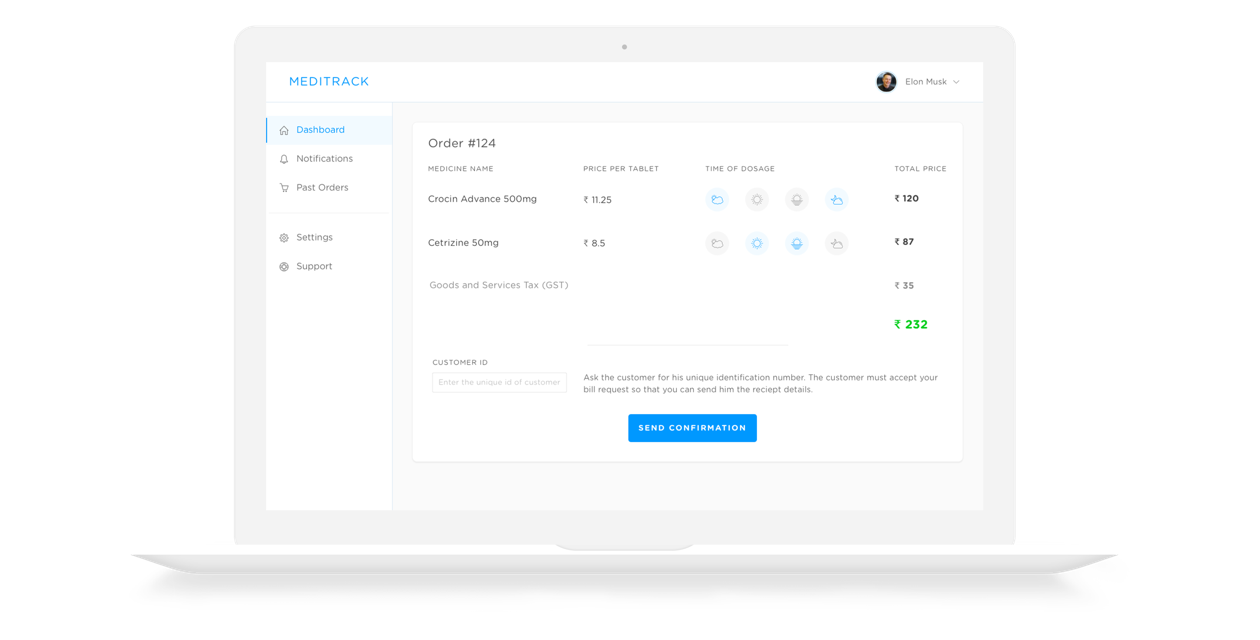 MEDITRACK
Elon Musk
Dashboard
Notifications
Past Orders
Settings
Support
Order #124
MEDICINE NAME PRICE PER TABLET TIME OF DOSAGE TOTAL PRICE
Crocin Advance 500mg ₹ 11.25 ₹ 120
Cetrizine 50mg ₹ 8.5 ₹ 87
Goods and Services Tax (GST) ₹ 35
₹ 232
CUSTOMER ID
Enter the unique id of customer
Ask the customer for his unique identification number. The customer must accept your
bill request so that you can send him the reciept details.
SEND CONFIRMATION